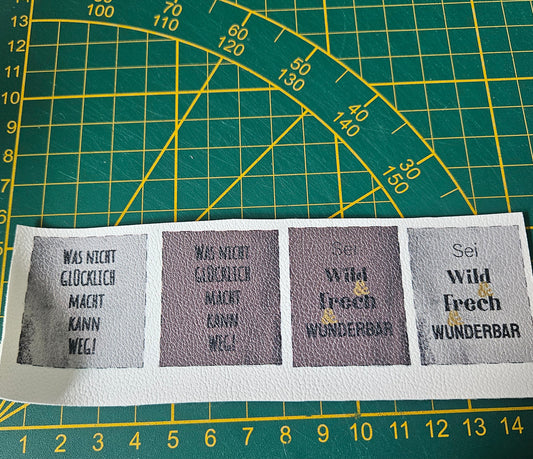 100
110
120
130
140
150
70
60
50
40
30
13
12
11
10
9
8
7
6
5
WAS NICHT
GLÜCKLICH
MACHT
KANN
WEG!
WAS NICHT
GLÜCKLICH
MACHT
KANN
WEG!
Sei
Wild
&
Frech
&
WUNDERBAR
Sei
Wild
&
Frech
&
WUNDERBAR
1 2 3 4 5 6 7 8 9 10 11 12 13 14